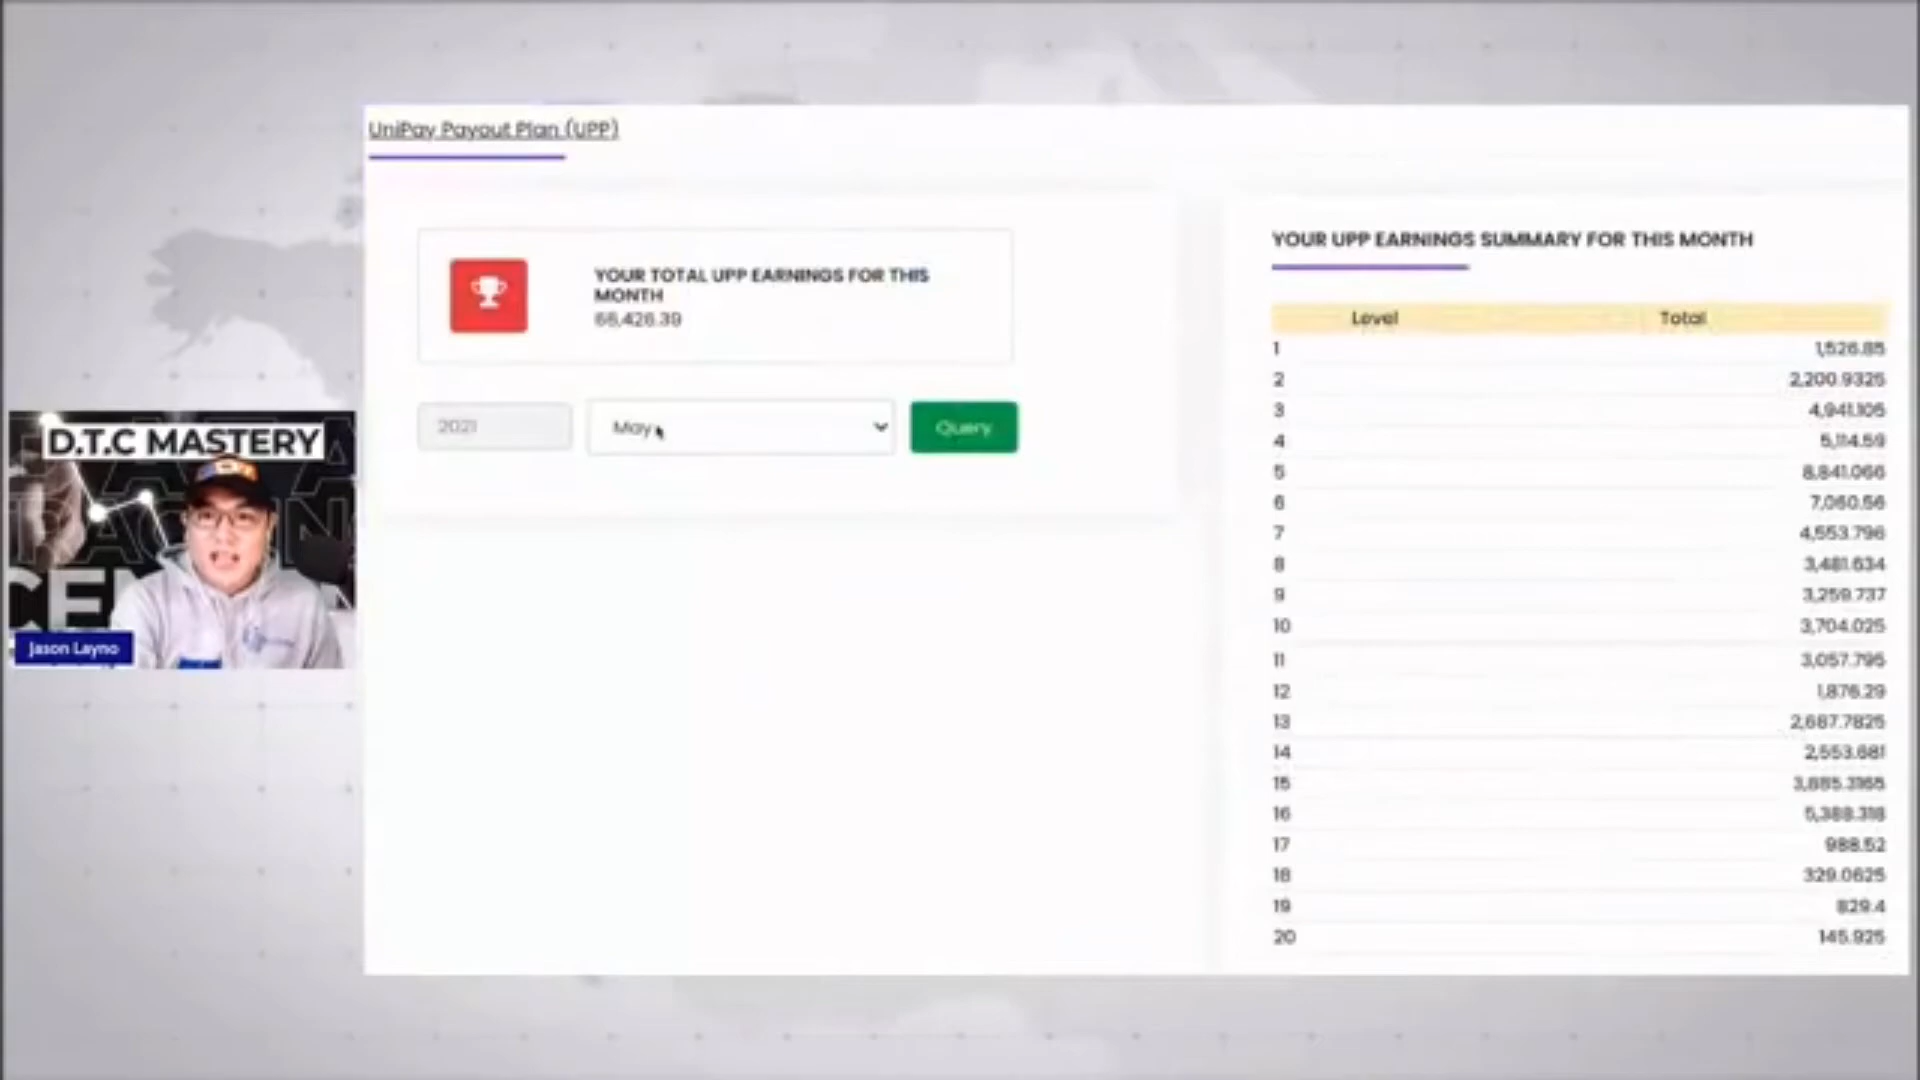 UniPay Payout Plan (UPP)
YOUR TOTAL UPP EARNINGS FOR THIS
MONTH
66,426.39
2021
May
Query
YOUR UPP EARNINGS SUMMARY FOR THIS MONTH
Level Total
1 1,526.85
2 2,200.9325
3 4,941.105
4 5,114.59
5 8,841.066
6 7,060.56
7 4,553.796
8 3,481.634
9 3,259.737
10 3,704.025
11 3,057.795
12 1,876.29
13 2,687.7825
14 2,553.681
15 3,885.3165
16 5,388.318
17 988.52
18 329.0625
19 829.4
20 145.925
D.T.C MASTERY
Jason Layno